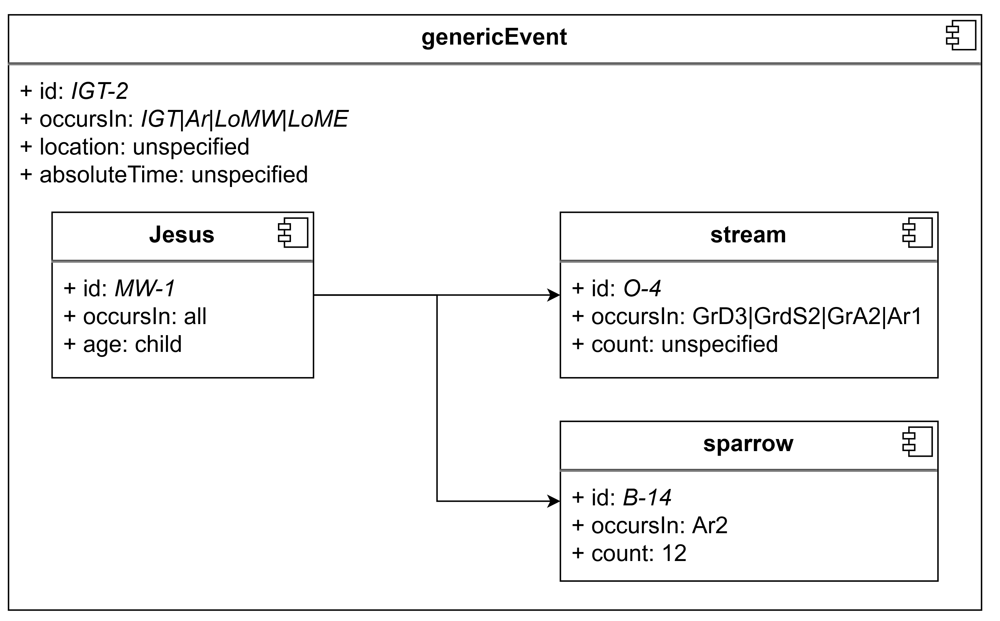 genericEvent
+ id: IGT-2
+ occursIn: IGT|Ar|LoMW|LoME
+ location: unspecified
+ absoluteTime: unspecified
Jesus
+ id: MW-1
+ occursIn: all
+ age: child
stream
+ id: O-4
+ occursIn: GrD3|GrdS2|GrA2|Ar1
+ count: unspecified
sparrow
+ id: B-14
+ occursIn: Ar2
+ count: 12